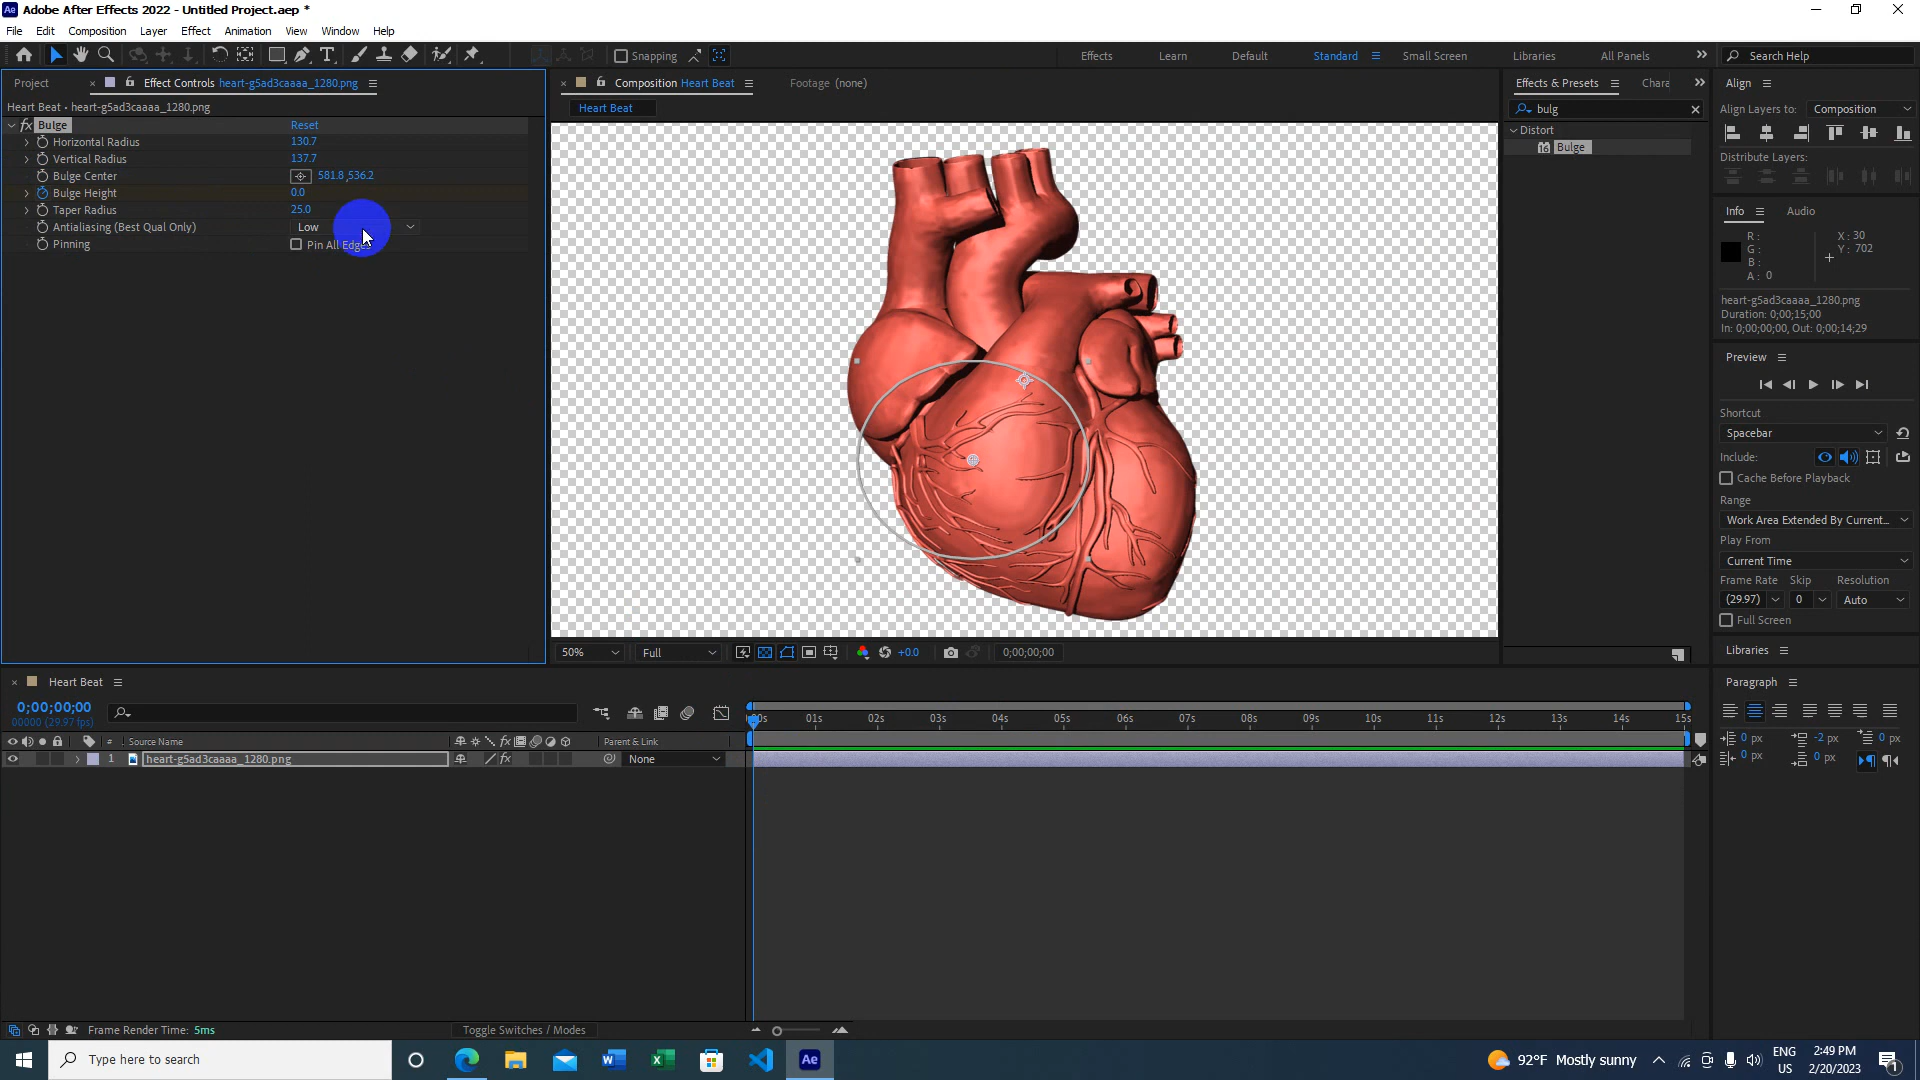 Ae Adobe After Effects 2022 - Untitled Project.aep *
File Edit Composition Layer Effect Animation View Window Help
Snapping
Effects Learn Default Standard Small Screen Libraries All Panels Search Help
Project Effect Controls heart-g5ad3caaaa_1280.png
Heart Beat • heart-g5ad3caaaa_1280.png
fx Bulge Reset
Horizontal Radius 130.7
Vertical Radius 137.7
Bulge Center 581.8,536.2
Bulge Height 0.0
Taper Radius 25.0
Antialiasing (Best Qual Only) Low
Pinning Pin All Edges
Composition Heart Beat Footage (none)
Heart Beat
50% Full +0.0 0;00;00;00
Effects & Presets Chara
bulg
Distort
16 Bulge
Align
Align Layers to: Composition
Distribute Layers:
Info Audio
R: X: 30
G: Y: 702
B:
A: 0
heart-g5ad3caaaa_1280.png
Duration: 0;00;15;00
In: 0;00;00;00, Out: 0;00;14;29
Preview
Shortcut
Spacebar
Include:
Cache Before Playback
Range
Work Area Extended By Current...
Play From
Current Time
Frame Rate Skip Resolution
(29.97) 0 Auto
Full Screen
Libraries
Paragraph
0 px -2 px 0 px
0 px 0 px
Heart Beat
0;00;00;00
00000 (29.97 fps)
:00s 01s 02s 03s 04s 05s 06s 07s 08s 09s 10s 11s 12s 13s 14s 15s
# Source Name fx Parent & Link
1 heart-g5ad3caaaa_1280.png fx None
Frame Render Time: 5ms Toggle Switches / Modes
Type here to search
Ae
92°F Mostly sunny
ENG
US
2:49 PM
2/20/2023
1